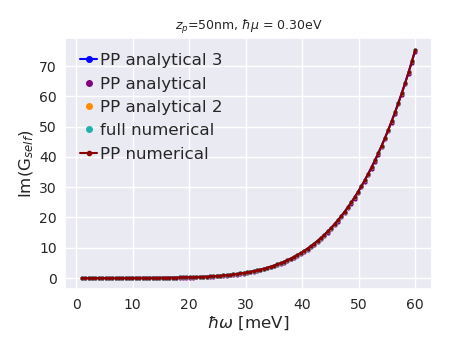 z_p=50nm, ħμ = 0.30eV
Im(G_self)
70
60
50
40
30
20
10
0
PP analytical 3
PP analytical
PP analytical 2
full numerical
PP numerical
0 10 20 30 40 50 60
ħω [meV]